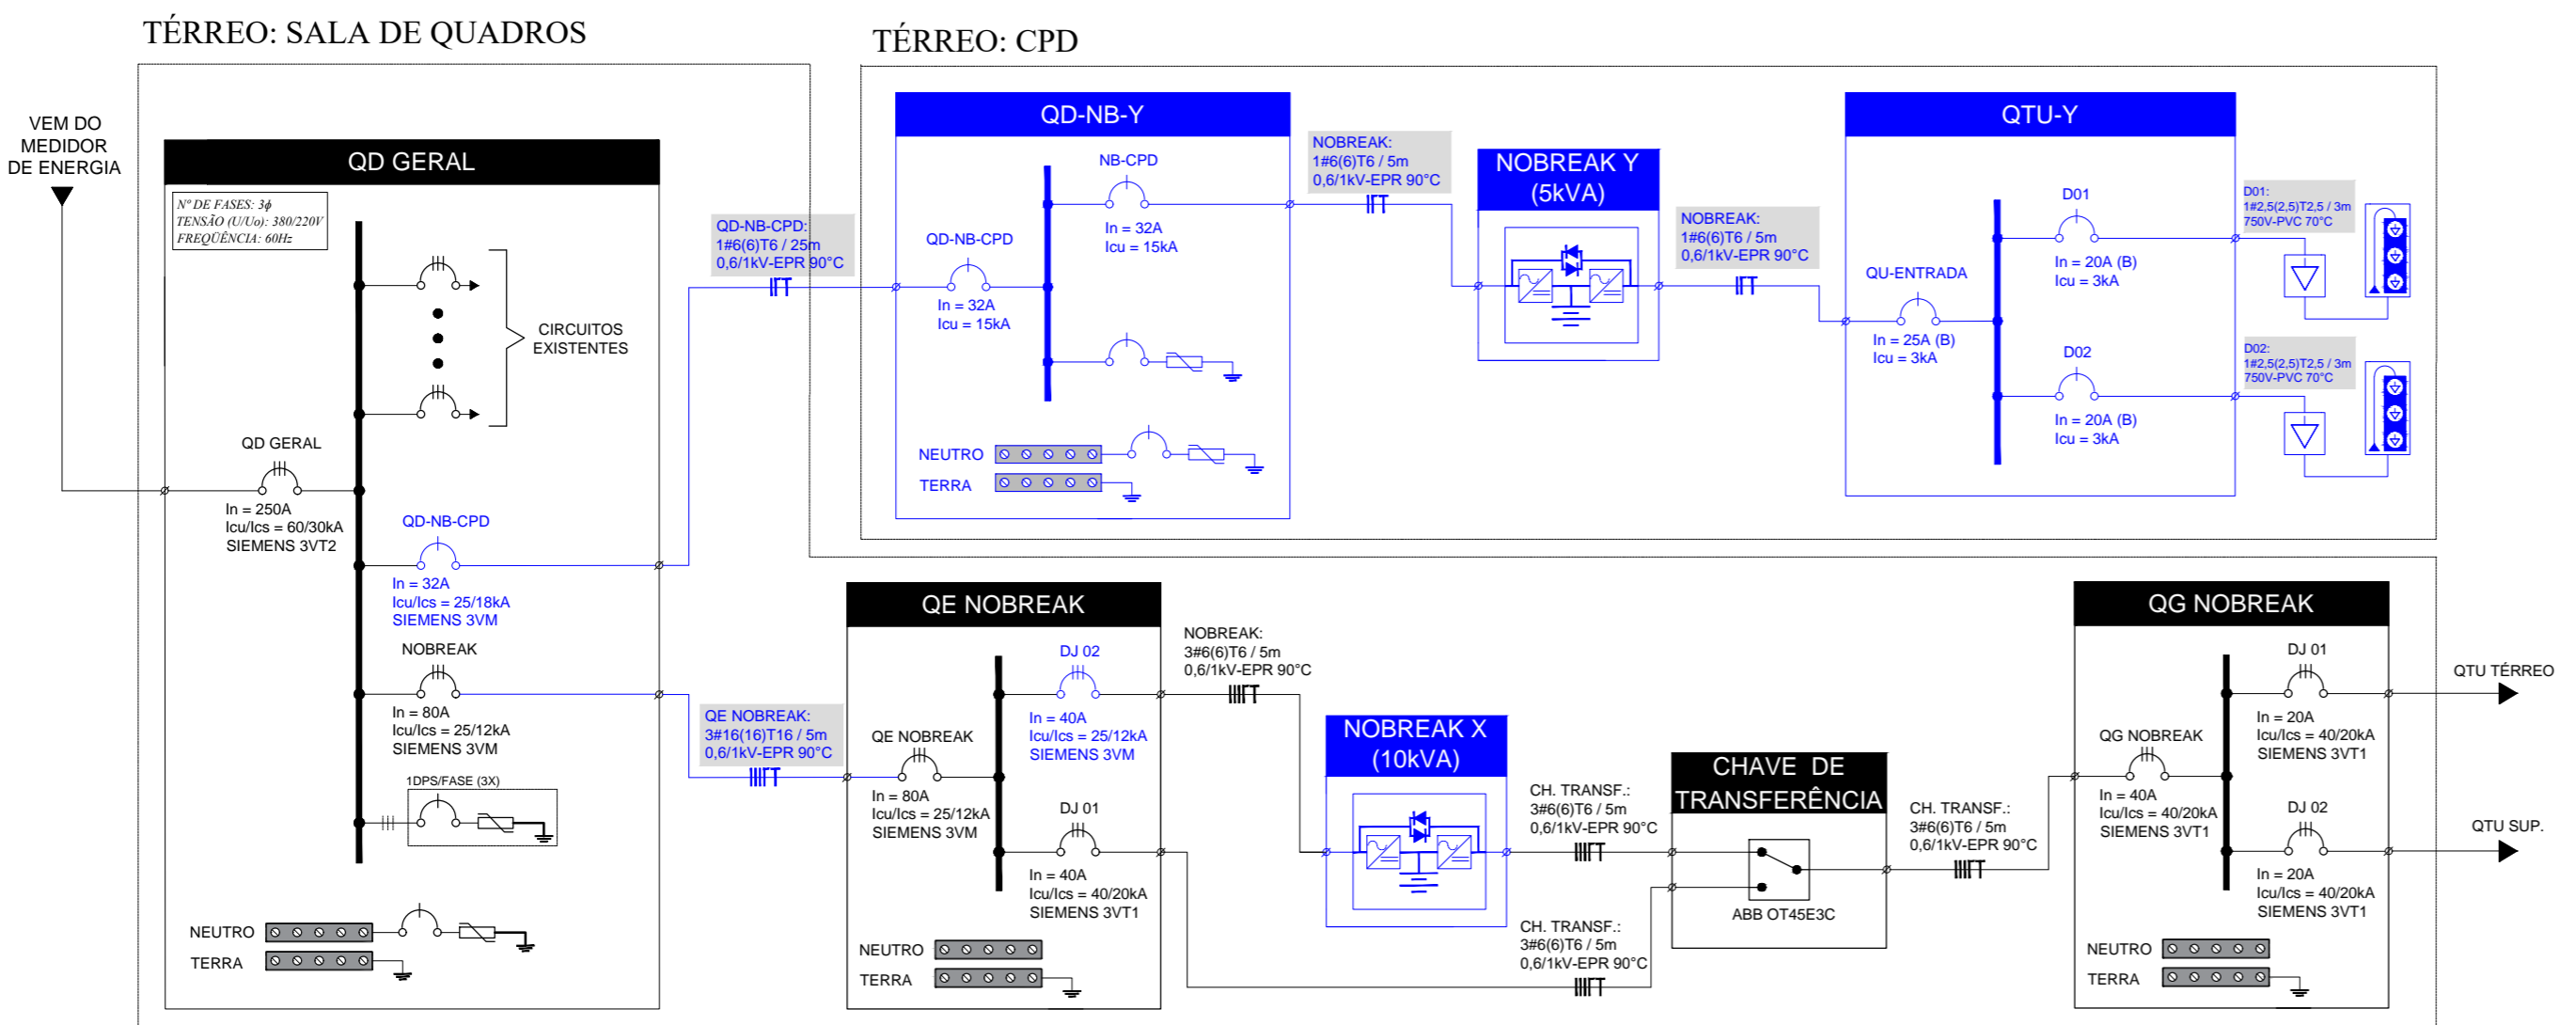 TÉRREO: SALA DE QUADROS
TÉRREO: CPD
VEM DO
MEDIDOR
DE ENERGIA
QD GERAL
Nº DE FASES: 3ϕ
TENSÃO (U/Uo): 380/220V
FREQÜÊNCIA: 60Hz
CIRCUITOS
EXISTENTES
QD GERAL
In = 250A
Icu/Ics = 60/30kA
SIEMENS 3VT2
QD-NB-CPD
In = 32A
Icu/Ics = 25/18kA
SIEMENS 3VM
NOBREAK
In = 80A
Icu/Ics = 25/12kA
SIEMENS 3VM
1DPS/FASE (3X)
NEUTRO
TERRA
QD-NB-CPD:
1#6(6)T6 / 25m
0,6/1kV-EPR 90°C
QD-NB-Y
QD-NB-CPD
In = 32A
Icu = 15kA
NB-CPD
In = 32A
Icu = 15kA
NEUTRO
TERRA
NOBREAK:
1#6(6)T6 / 5m
0,6/1kV-EPR 90°C
NOBREAK Y
(5kVA)
NOBREAK:
1#6(6)T6 / 5m
0,6/1kV-EPR 90°C
QTU-Y
QU-ENTRADA
In = 25A (B)
Icu = 3kA
D01
In = 20A (B)
Icu = 3kA
D02
In = 20A (B)
Icu = 3kA
D01:
1#2,5(2,5)T2,5 / 3m
750V-PVC 70°C
D02:
1#2,5(2,5)T2,5 / 3m
750V-PVC 70°C
QE NOBREAK:
3#16(16)T16 / 5m
0,6/1kV-EPR 90°C
QE NOBREAK
QE NOBREAK
In = 80A
Icu/Ics = 25/12kA
SIEMENS 3VM
DJ 02
In = 40A
Icu/Ics = 25/12kA
SIEMENS 3VM
DJ 01
In = 40A
Icu/Ics = 40/20kA
SIEMENS 3VT1
NEUTRO
TERRA
NOBREAK:
3#6(6)T6 / 5m
0,6/1kV-EPR 90°C
NOBREAK X
(10kVA)
CH. TRANSF.:
3#6(6)T6 / 5m
0,6/1kV-EPR 90°C
CH. TRANSF.:
3#6(6)T6 / 5m
0,6/1kV-EPR 90°C
CHAVE DE
TRANSFERÊNCIA
ABB OT45E3C
CH. TRANSF.:
3#6(6)T6 / 5m
0,6/1kV-EPR 90°C
QG NOBREAK
QG NOBREAK
In = 40A
Icu/Ics = 40/20kA
SIEMENS 3VT1
DJ 01
In = 20A
Icu/Ics = 40/20kA
SIEMENS 3VT1
DJ 02
In = 20A
Icu/Ics = 40/20kA
SIEMENS 3VT1
NEUTRO
TERRA
QTU TÉRREO
QTU SUP.